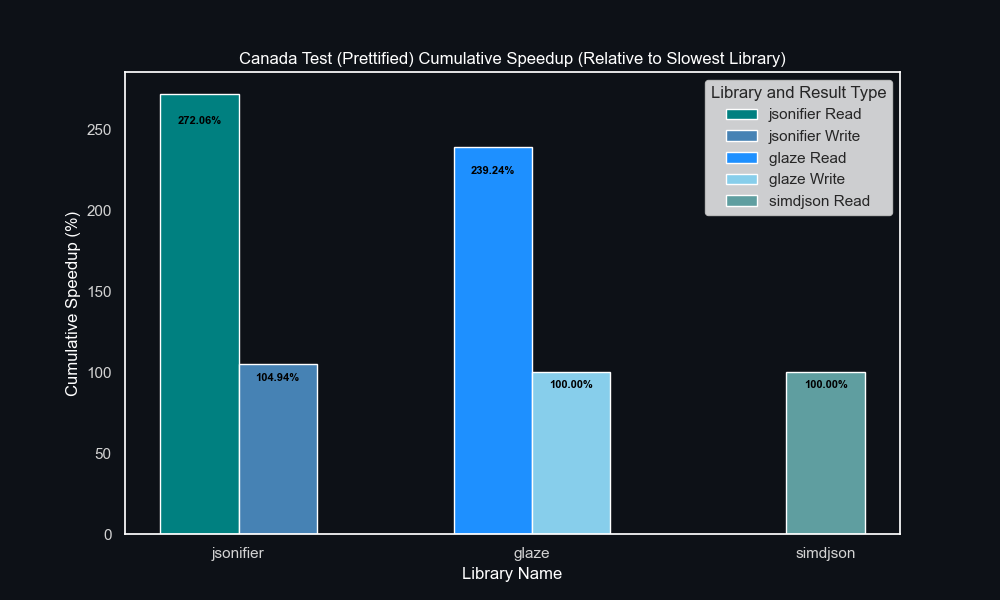 Canada Test (Prettified) Cumulative Speedup (Relative to Slowest Library)
Library and Result Type
jsonifier Read
jsonifier Write
glaze Read
glaze Write
simdjson Read
Cumulative Speedup (%)
250
200
150
100
50
0
272.06%
104.94%
239.24%
100.00%
100.00%
jsonifier
glaze
simdjson
Library Name